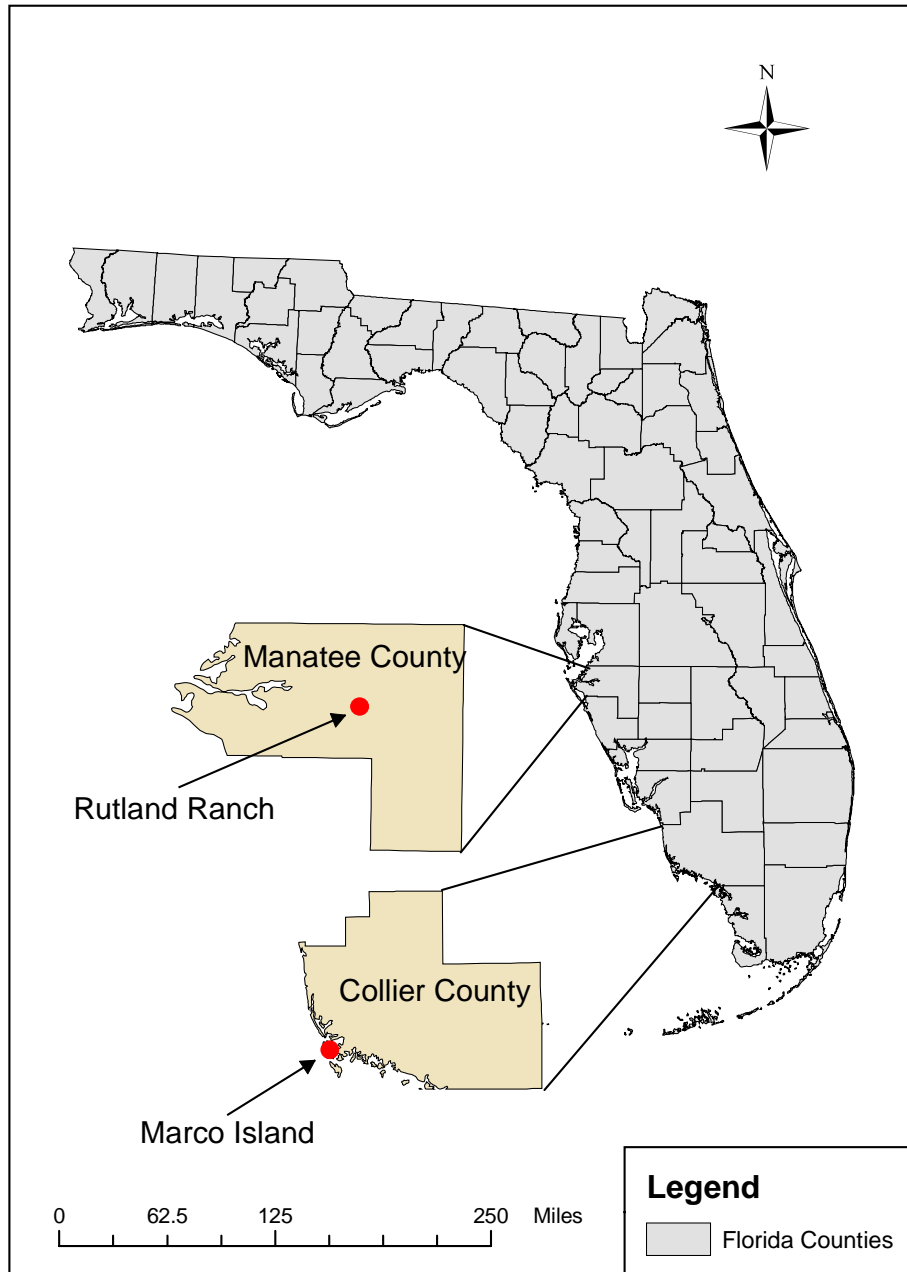 N
Manatee County
Rutland Ranch
Collier County
Marco Island
0 62.5 125 250 Miles
Legend
Florida Counties